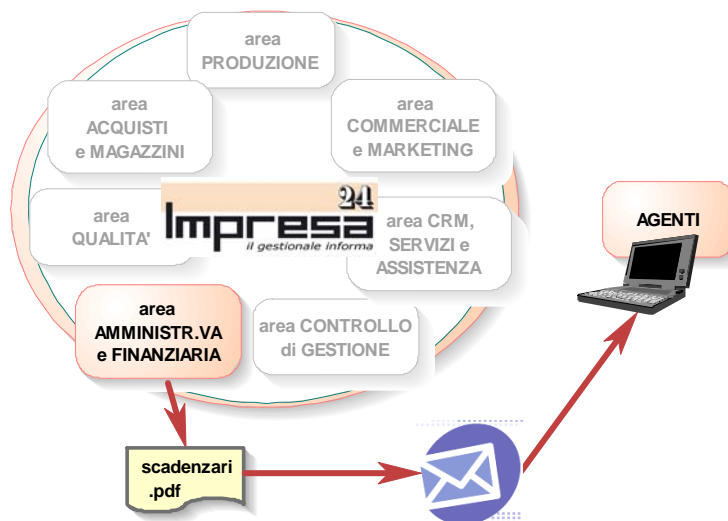 area
PRODUZIONE
area
ACQUISTI
e MAGAZZINI
area
COMMERCIALE
e MARKETING
24
Impresa
il gestionale informa
area
QUALITA'
area CRM,
SERVIZI e
ASSISTENZA
AGENTI
area
AMMINISTR.VA
e FINANZIARIA
area CONTROLLO
di GESTIONE
scadenzari
.pdf